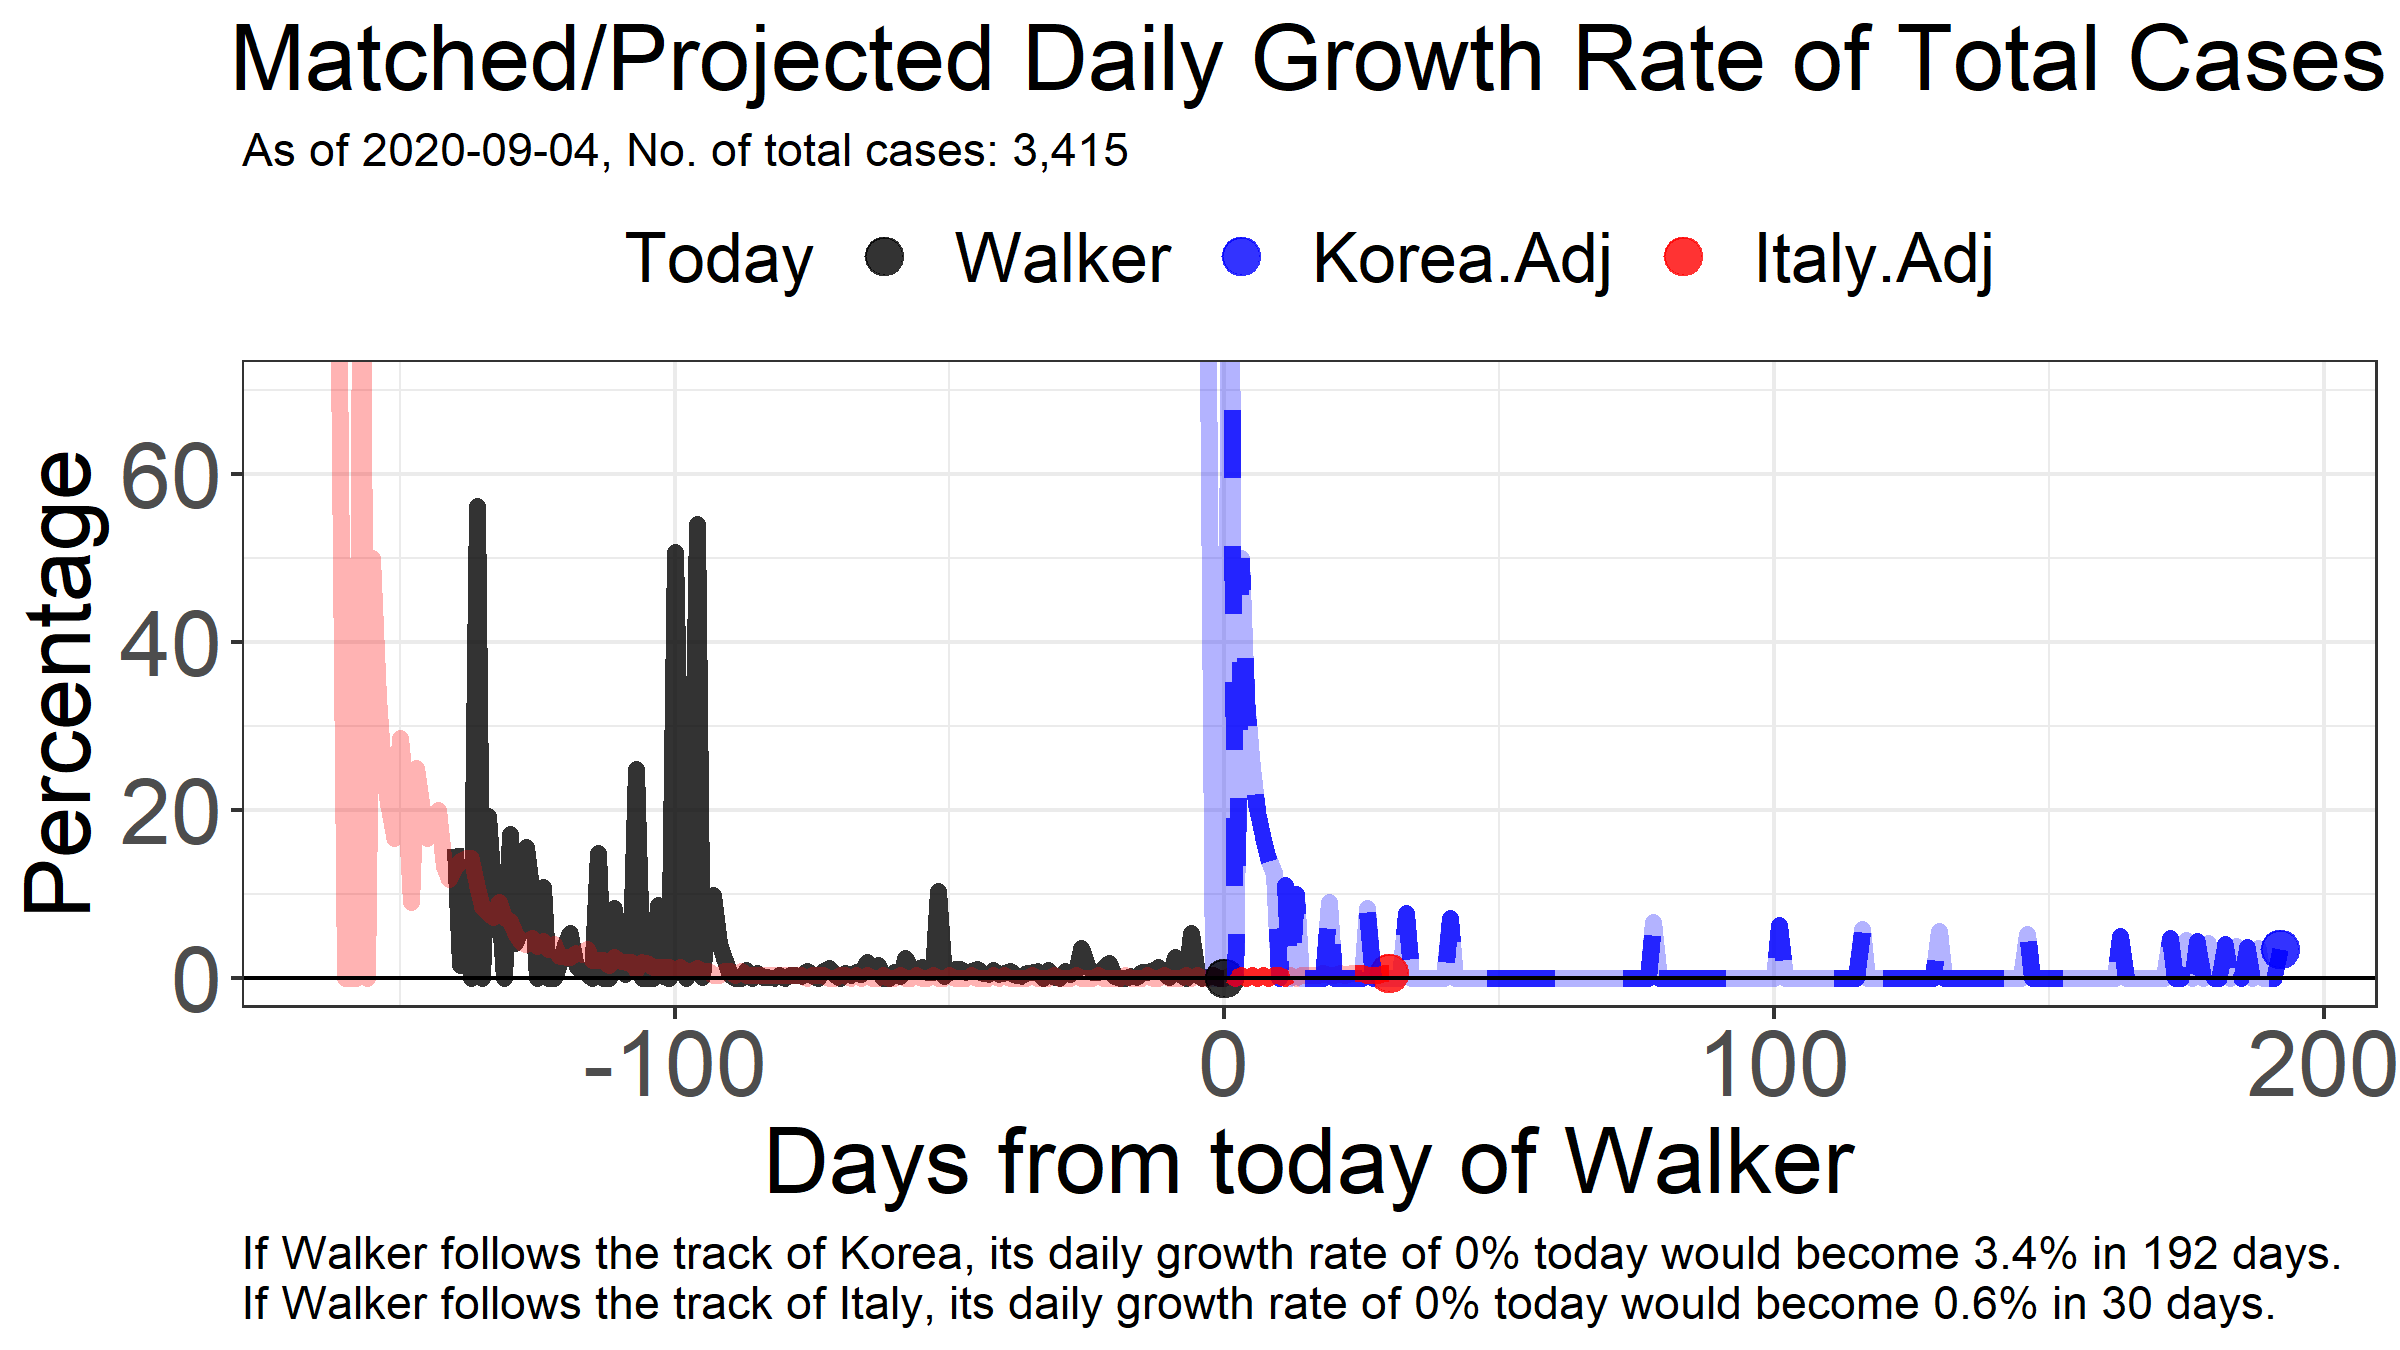 Matched/Projected Daily Growth Rate of Total Cases
As of 2020-09-04, No. of total cases: 3,415
Today Walker Korea.Adj Italy.Adj
Percentage
60
40
20
0
-100 0 100 200
Days from today of Walker
If Walker follows the track of Korea, its daily growth rate of 0% today would become 3.4% in 192 days.
If Walker follows the track of Italy, its daily growth rate of 0% today would become 0.6% in 30 days.